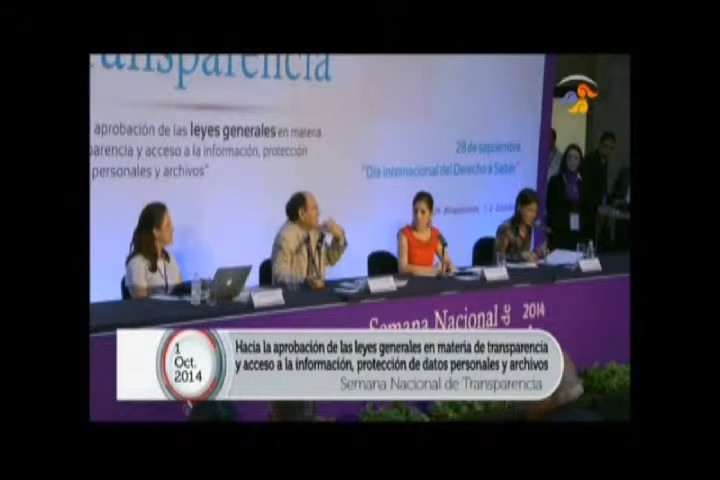 Transparencia
aprobación de las leyes generales en materia
parencia y acceso a la información, protección
personales y archivos"
28 de septiembre
"Día Internacional del Derecho a Saber"
Semana Nacional de 2014
1
Oct.
2014
Hacia la aprobación de las leyes generales en materia de transparencia
y acceso a la información, protección de datos personales y archivos
Semana Nacional de Transparencia